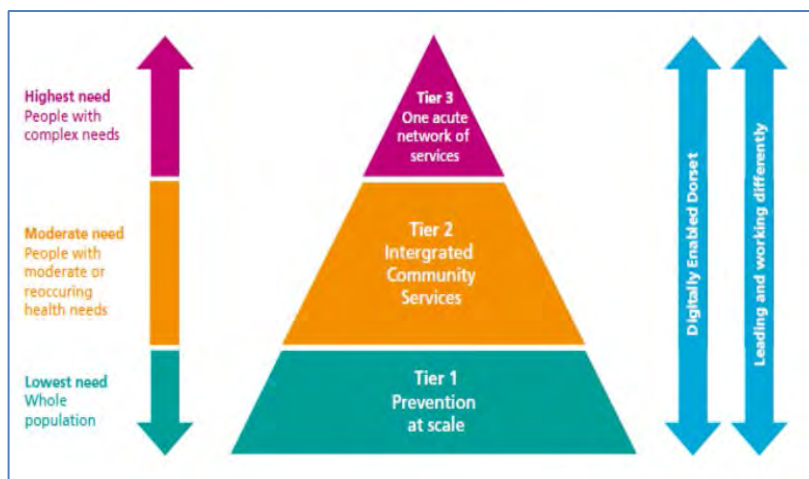 Highest need
People with
complex needs
Moderate need
People with
moderate or
reoccuring
health needs
Lowest need
Whole
population
Tier 3
One acute
network of
services
Tier 2
Intergrated
Community
Services
Tier 1
Prevention
at scale
Digitally Enabled Dorset
Leading and working differently